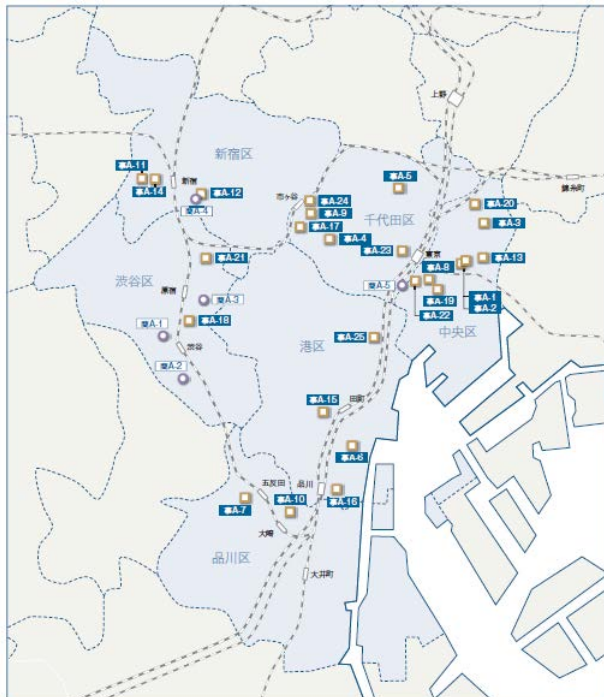 上野
新宿区
事A-11
新宿
事A-14
事A-12
商A-4
市ヶ谷
事A-24
事A-9
事A-17
事A-5
千代田区
事A-4
錦糸町
事A-20
事A-3
事A-23
東京
事A-8
事A-13
事A-21
渋谷区
原宿
商A-3
商A-5
事A-1
事A-2
事A-19
事A-22
中央区
商A-1
事A-18
渋谷
港区
事A-25
商A-2
事A-15
田町
事A-6
五反田
品川
事A-7
事A-10
事A-16
大崎
品川区
大井町